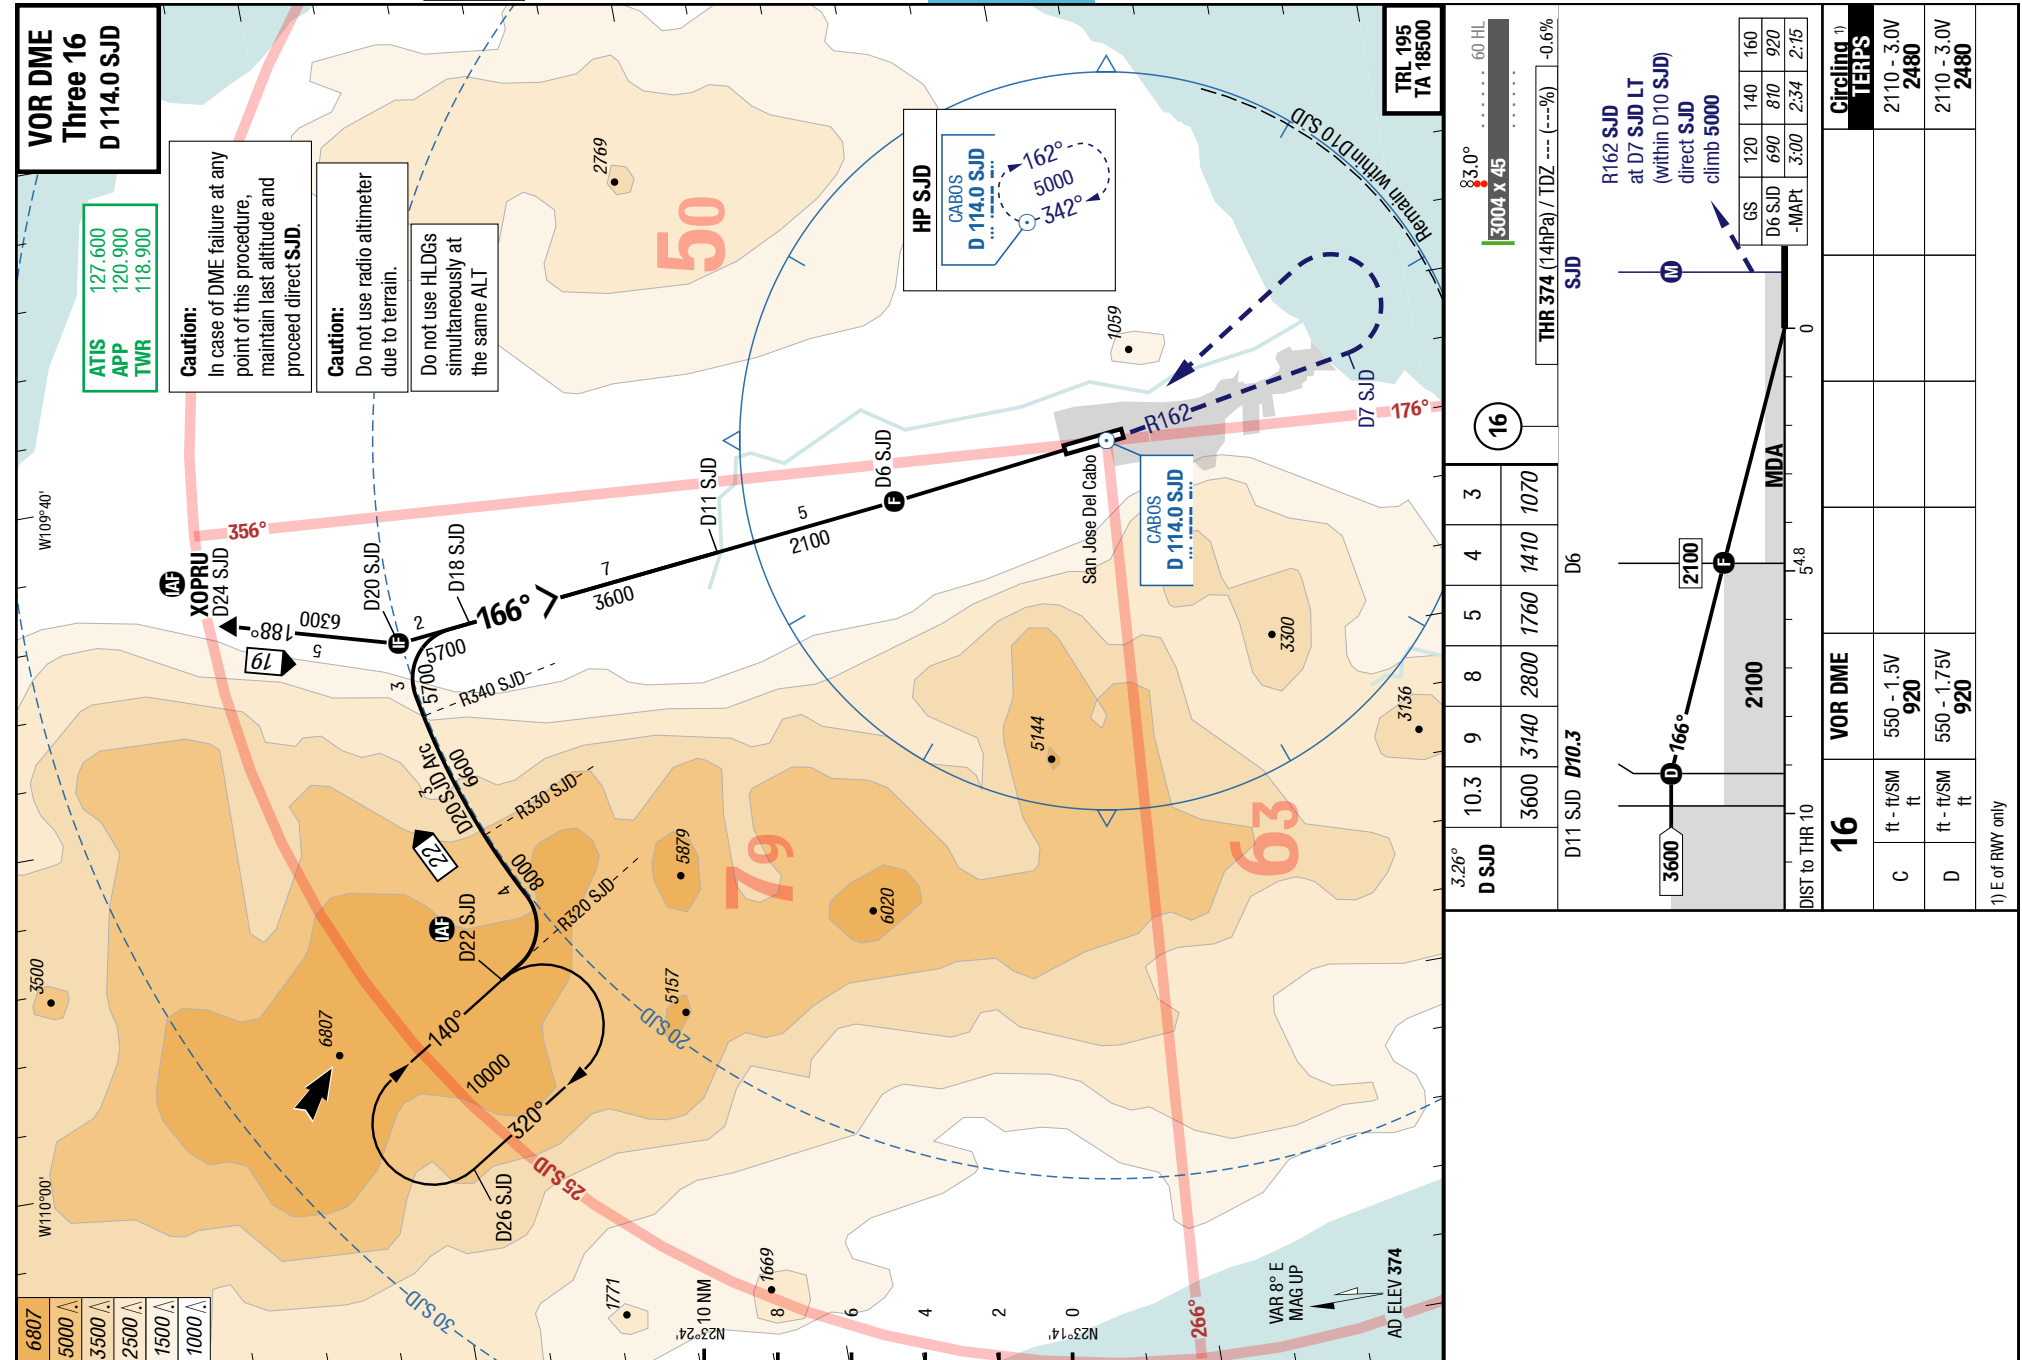 VOR DME
Three 16
D 114.0 SJD
ATIS 127.600
APP 120.900
TWR 118.900
Caution:
In case of DME failure at any
point of this procedure,
maintain last altitude and
proceed direct SJD.
Caution:
Do not use radio altimeter
due to terrain.
Do not use HLDGs
simultaneously at
the same ALT
TRL 195
TA 18500
HP SJD
CABOS
D 114.0 SJD
162°
5000
342°
Remain within D10 SJD
2769
50
1059
W109°40'
356°
IAF
XOPRU
D24 SJD
188°
6300
5
19
D20 SJD
IF
2
5700
D18 SJD
166°
7
3600
D11 SJD
5
2100
F
D6 SJD
San Jose Del Cabo
R162
D7 SJD
176°
CABOS
D 114.0 SJD
3
5700
R340 SJD
D20 SJD Arc
3
6600
R330 SJD
22
4
8000
R320 SJD
IAF
D22 SJD
140°
10000
320°
D26 SJD
3500
6807
5879
6020
5157
5144
3300
3136
79
63
20 SJD
25 SJD
30 SJD
W110°00'
1771
1669
266°
6807
5000
3500
2500
1500
1000
10 NM
8
6
4
2
0
N23°24'
N23°14'
VAR 8° E
MAG UP
AD ELEV 374
60 HL
3.0°
3004 x 45
-0.6%
THR 374 (14hPa) / TDZ --- (---%)
16
3.26°
D SJD 10.3 9 8 5 4 3
3600 3140 2800 1760 1410 1070
D11 SJD D10.3 D6 SJD
R162 SJD
at D7 SJD LT
(within D10 SJD)
direct SJD
climb 5000
M
GS 120 140 160
D6 SJD 690 810 920
-MAPt 3:00 2:34 2:15
3600
D
166°
2100
F
2100
MDA
DIST to THR 10 5 4.8 0
16 VOR DME Circling 1)
TERPS
C ft - ft/SM 550 - 1.5V 2110 - 3.0V
ft 920 2480
D ft - ft/SM 550 - 1.75V 2110 - 3.0V
ft 920 2480
1) E of RWY only